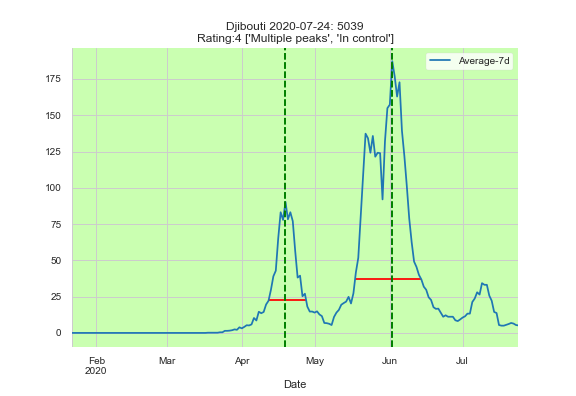 Djibouti 2020-07-24: 5039
Rating:4 ['Multiple peaks', 'In control']
Average-7d
175
150
125
100
75
50
25
0
Feb
2020
Mar
Apr
May
Jun
Jul
Date